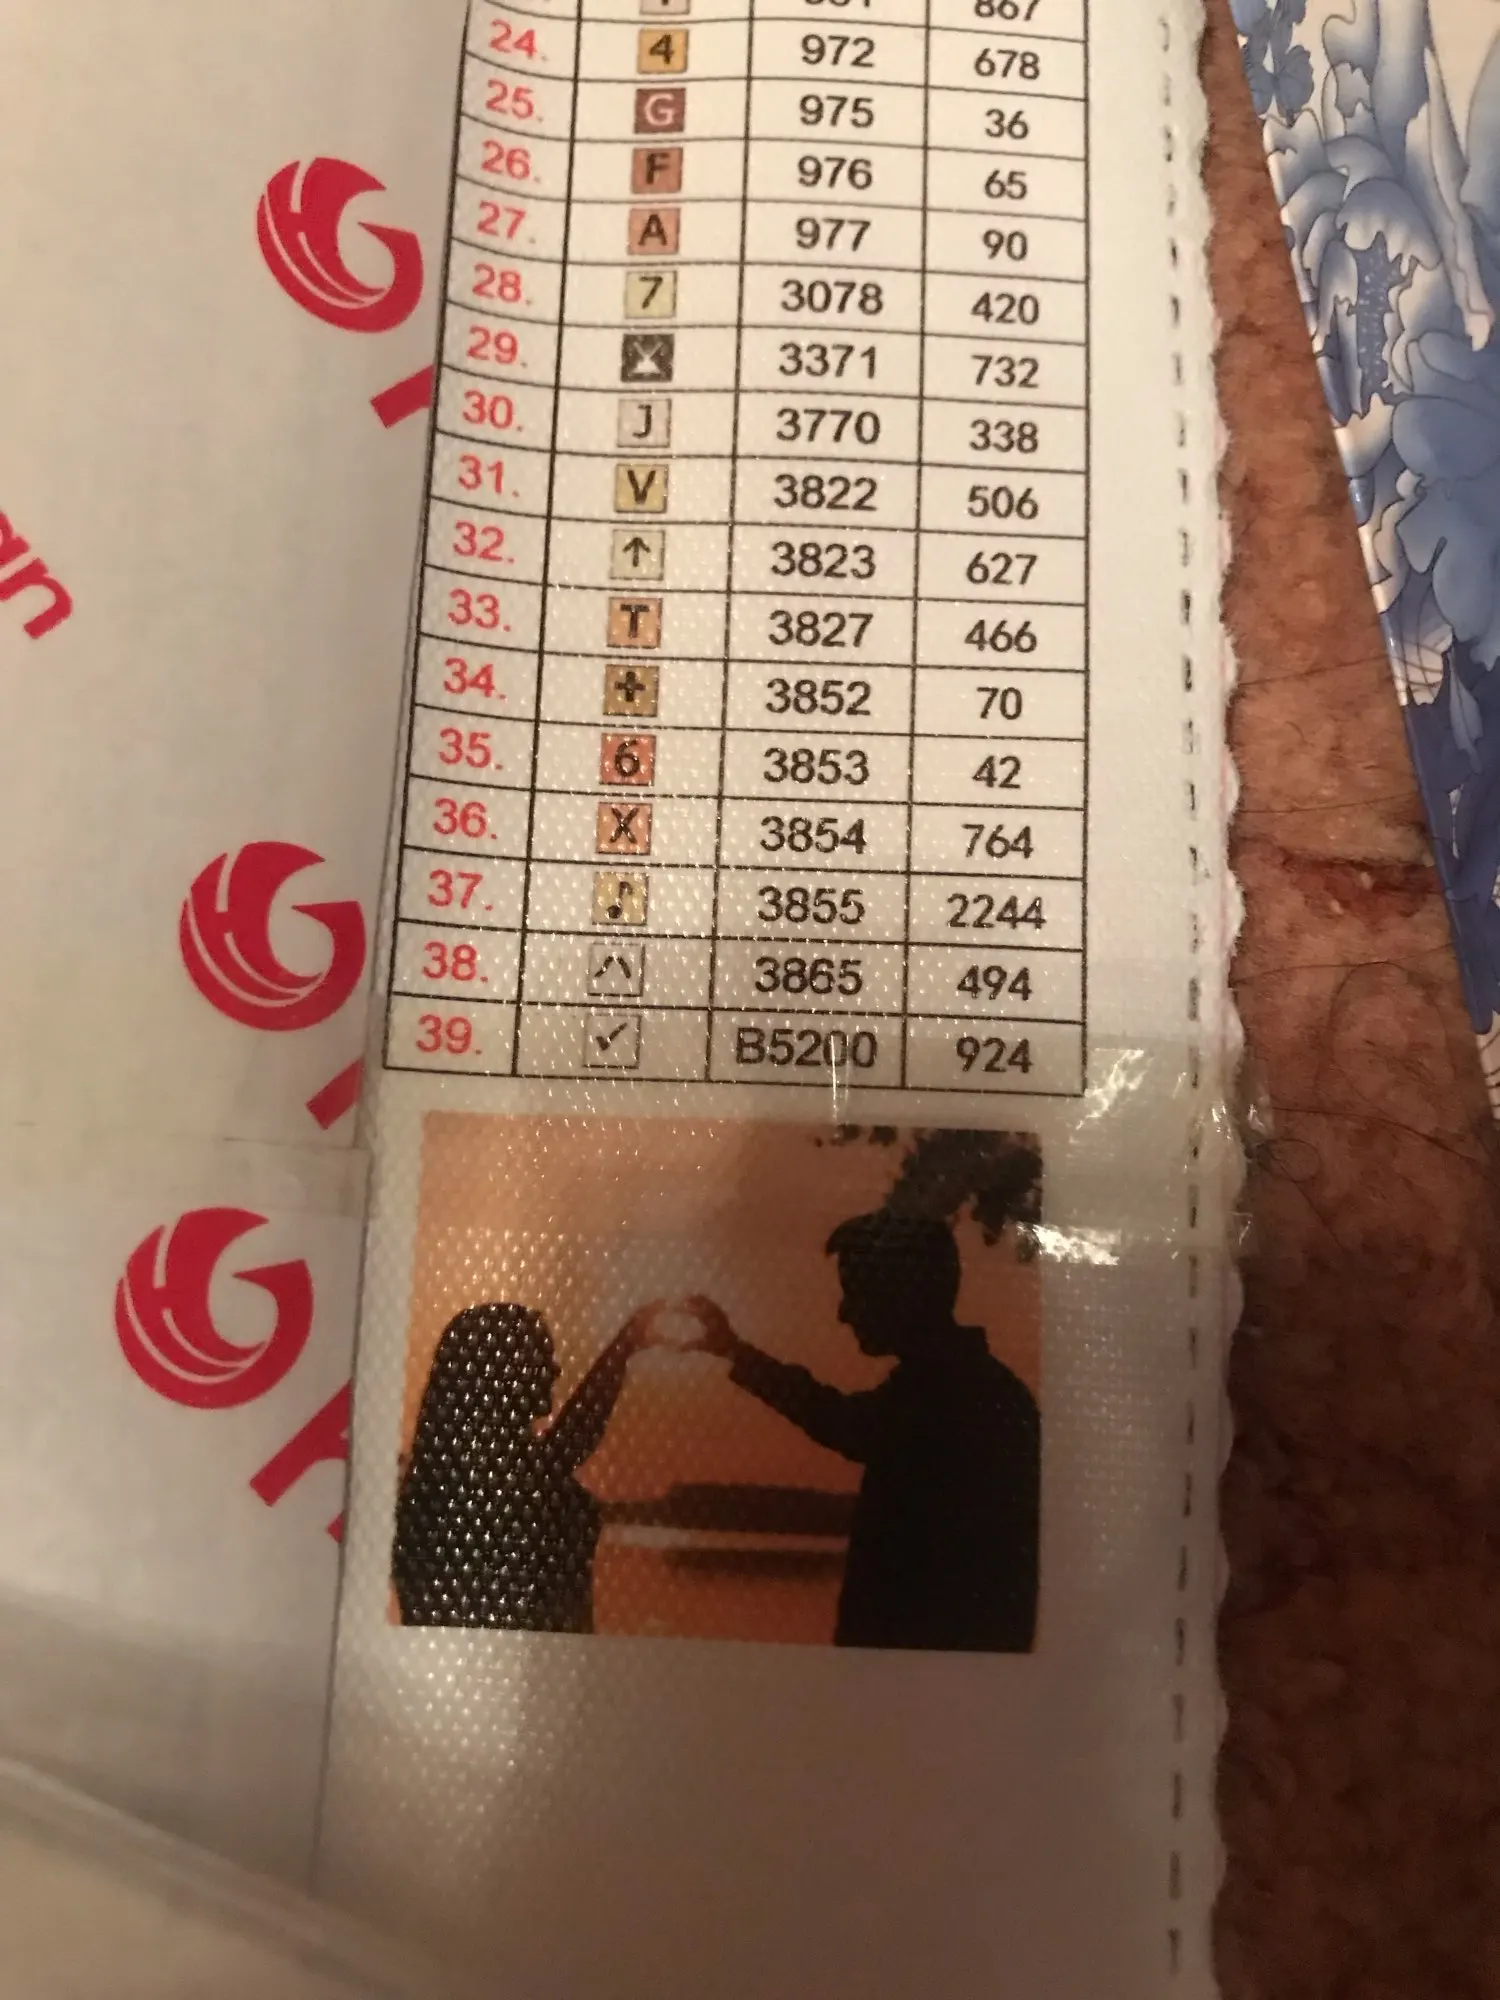 867
24. 4 972 678
25. G 975 36
26. F 976 65
27. A 977 90
28. 7 3078 420
29. 3371 732
30. J 3770 338
31. V 3822 506
32. ↑ 3823 627
33. T 3827 466
34. + 3852 70
35. 6 3853 42
36. X 3854 764
37. ♪ 3855 2244
38. 3865 494
39. ✓ B5200 924
an